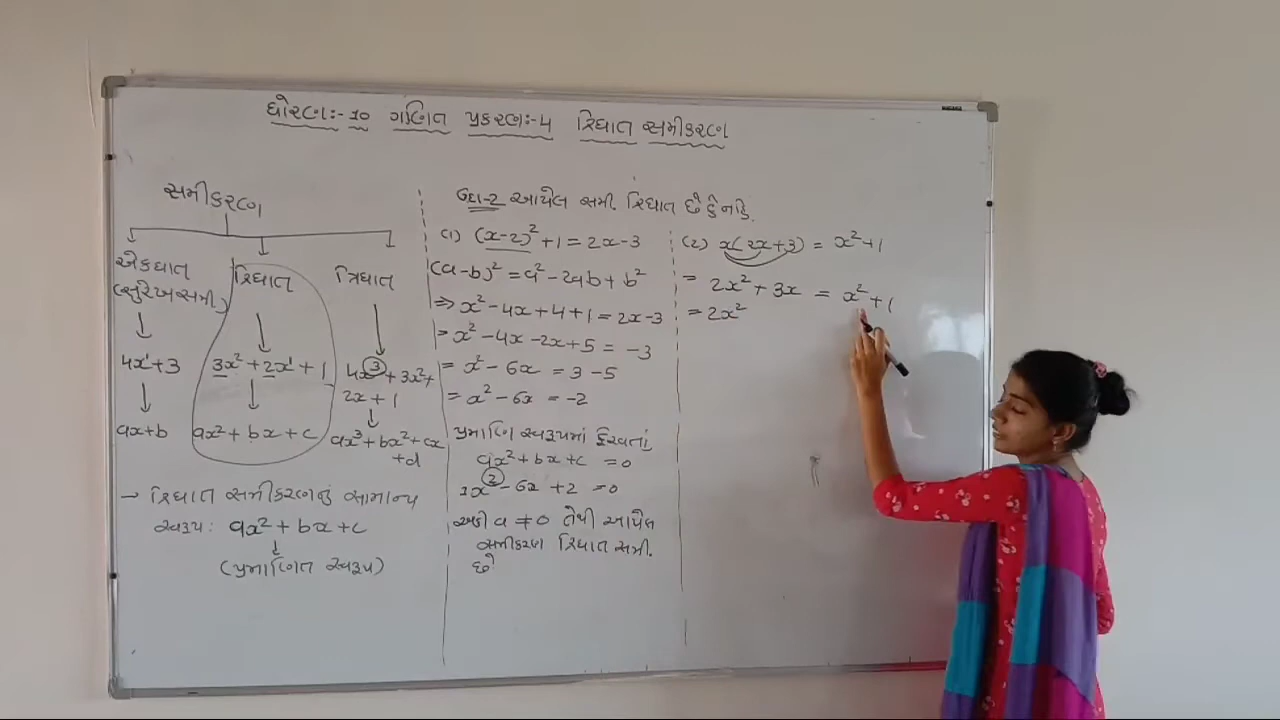 ધોરણ:-10 ગણિત પ્રકરણ:-4 દ્વિઘાત સમીકરણ
સમીકરણ
એકઘાત
(સુરેખ સમી)
દ્વિઘાત
ત્રિઘાત
4x¹+3
3x²+2x¹+1
4x³+3x²+
2x+1
ax+b
ax²+bx+c
ax³+bx²+cx
+d
→ દ્વિઘાત સમીકરણનું સામાન્ય
સ્વરૂપ: ax²+bx+c
(પ્રમાણિત સ્વરૂપ)
ઉદા-2 આપેલ સમી. દ્વિઘાત છે કે નહિ.
(1) (x-2)²+1=2x-3
(a-b)²=a²-2ab+b²
⇒x²-4x+4+1=2x-3
=x²-4x-2x+5=-3
=x²-6x=3-5
=x²-6x=-2
પ્રમાણિ સ્વરૂપમાં ફેરવતાં
ax²+bx+c=0
1x²-6x+2=0
અહીં a≠0 તેથી આપેલ
સમીકરણ દ્વિઘાત સમી.
છે
(2) x(2x+3)=x²+1
= 2x²+3x=x²+1
=2x²